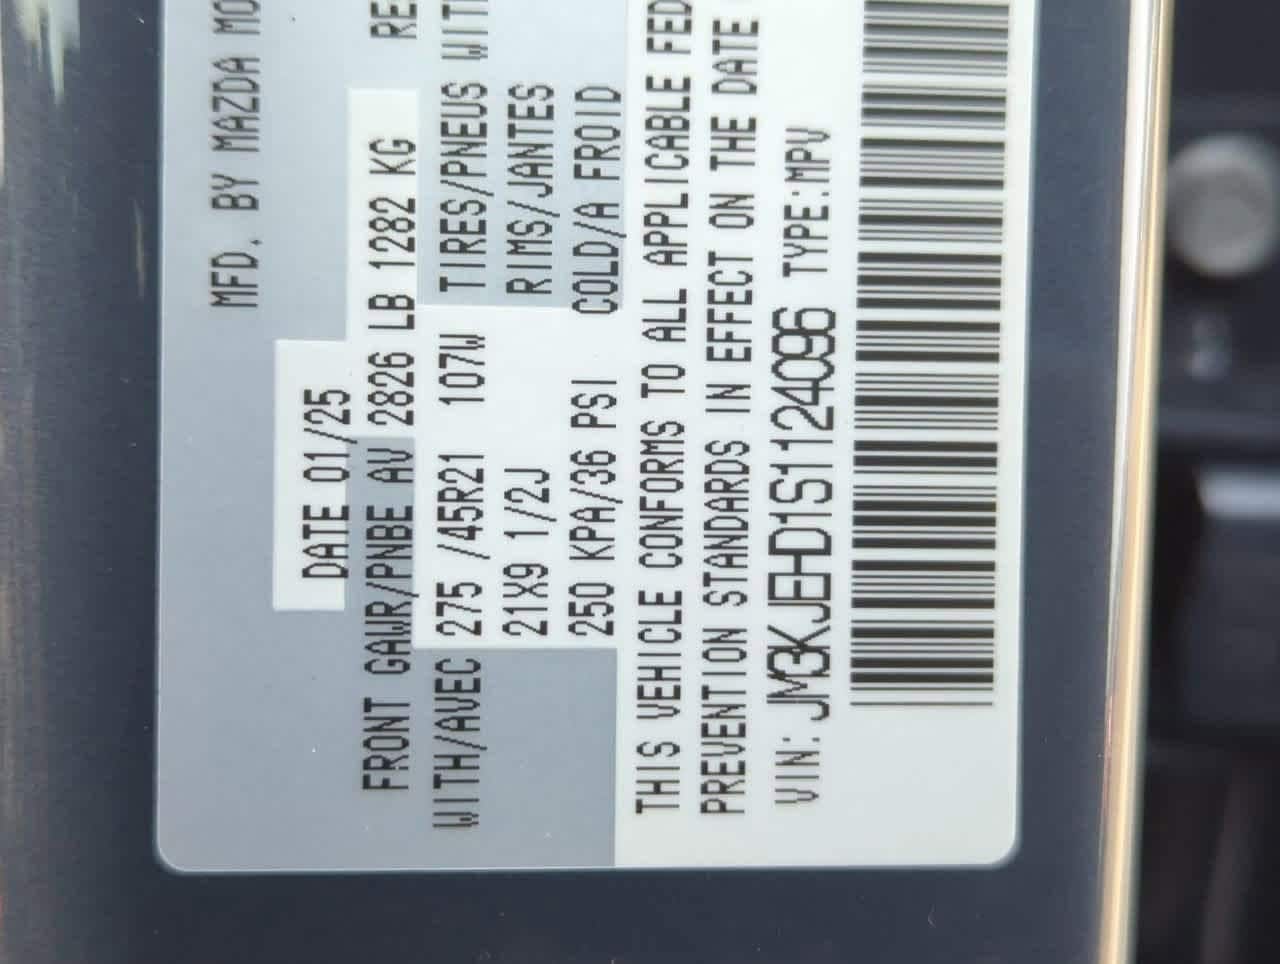 MFD. BY MAZDA MO
DATE 01/25
FRONT GAWR/PNBE AV 2826 LB 1282 KG RE
WITH/AVEC 275 /45R21 107W TIRES/PNEUS WIT
21X9 1/2J RIMS/JANTES
250 KPA/36 PSI COLD/A FROID
THIS VEHICLE CONFORMS TO ALL APPLICABLE FED
PREVENTION STANDARDS IN EFFECT ON THE DATE
VIN: JM3KJEHD1S1124096 TYPE:MPV